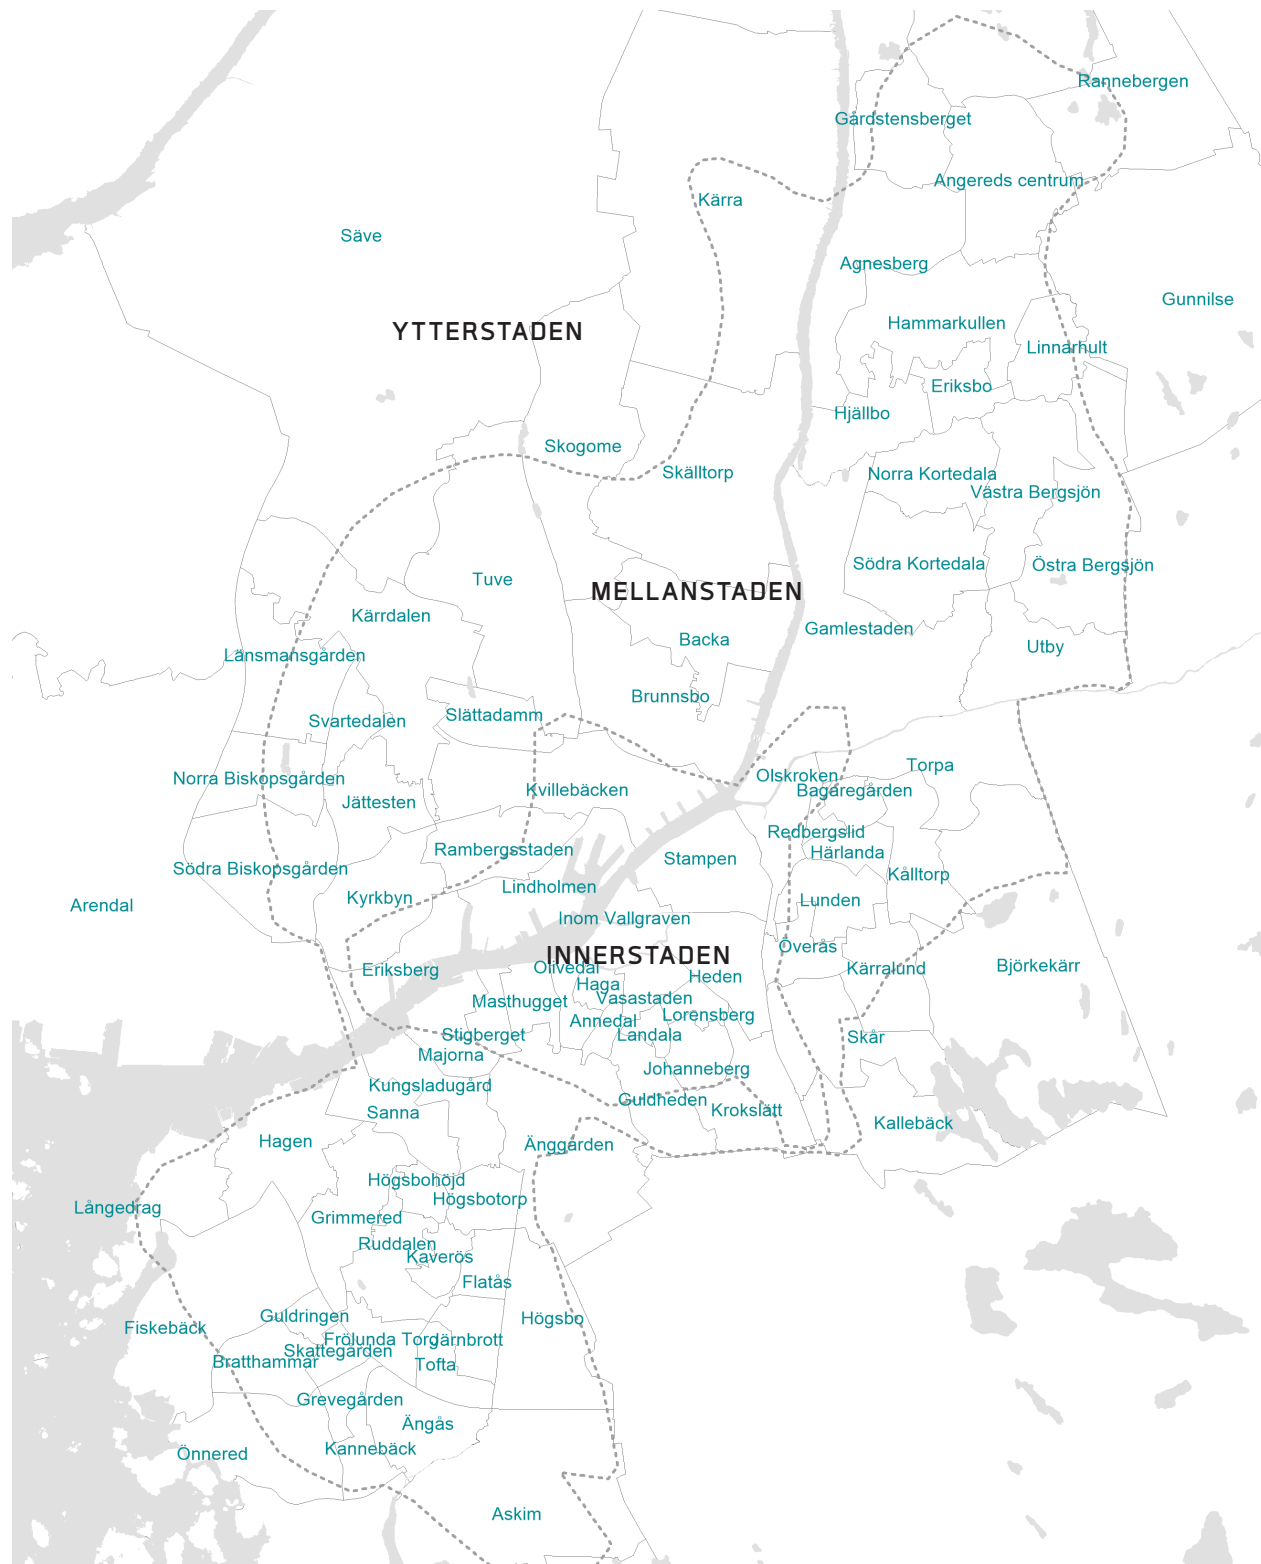 Rannebergen
Gårdstensberget
Angereds centrum
Kärra
Säve
Agnesberg
Gunnilse
Hammarkullen
YTTERSTADEN
Linnarhult
Eriksbo
Hjällbo
Skogome
Skälltorp
Norra Kortedala
Västra Bergsjön
Södra Kortedala
Östra Bergsjön
Tuve
MELLANSTADEN
Kärrdalen
Gamlestaden
Backa
Utby
Länsmansgården
Brunnsbo
Slättadamm
Svartedalen
Torpa
Olskroken
Norra Biskopsgården
Kvillebäcken
Bagaregården
Jättesten
Redbergslid
Rambergsstaden
Härlanda
Stampen
Södra Biskopsgården
Kålltorp
Lindholmen
Kyrkbyn
Lunden
Arendal
Inom Vallgraven
Överås
INNERSTADEN
Björkekärr
Olivedal
Kärralund
Eriksberg
Heden
Haga
Vasastaden
Masthugget
Lorensberg
Annedal
Stigberget
Landala
Skår
Majorna
Johanneberg
Kungsladugård
Guldheden
Krokslätt
Sanna
Kallebäck
Hagen
Änggården
Högsbohöjd
Högsbotorp
Långedrag
Grimmered
Ruddalen
Kaverös
Flatås
Guldringen
Högsbo
Fiskebäck
Frölunda Torg
Järnbrott
Skattegården
Bratthammar
Tofta
Grevegården
Ängås
Kannebäck
Önnered
Askim